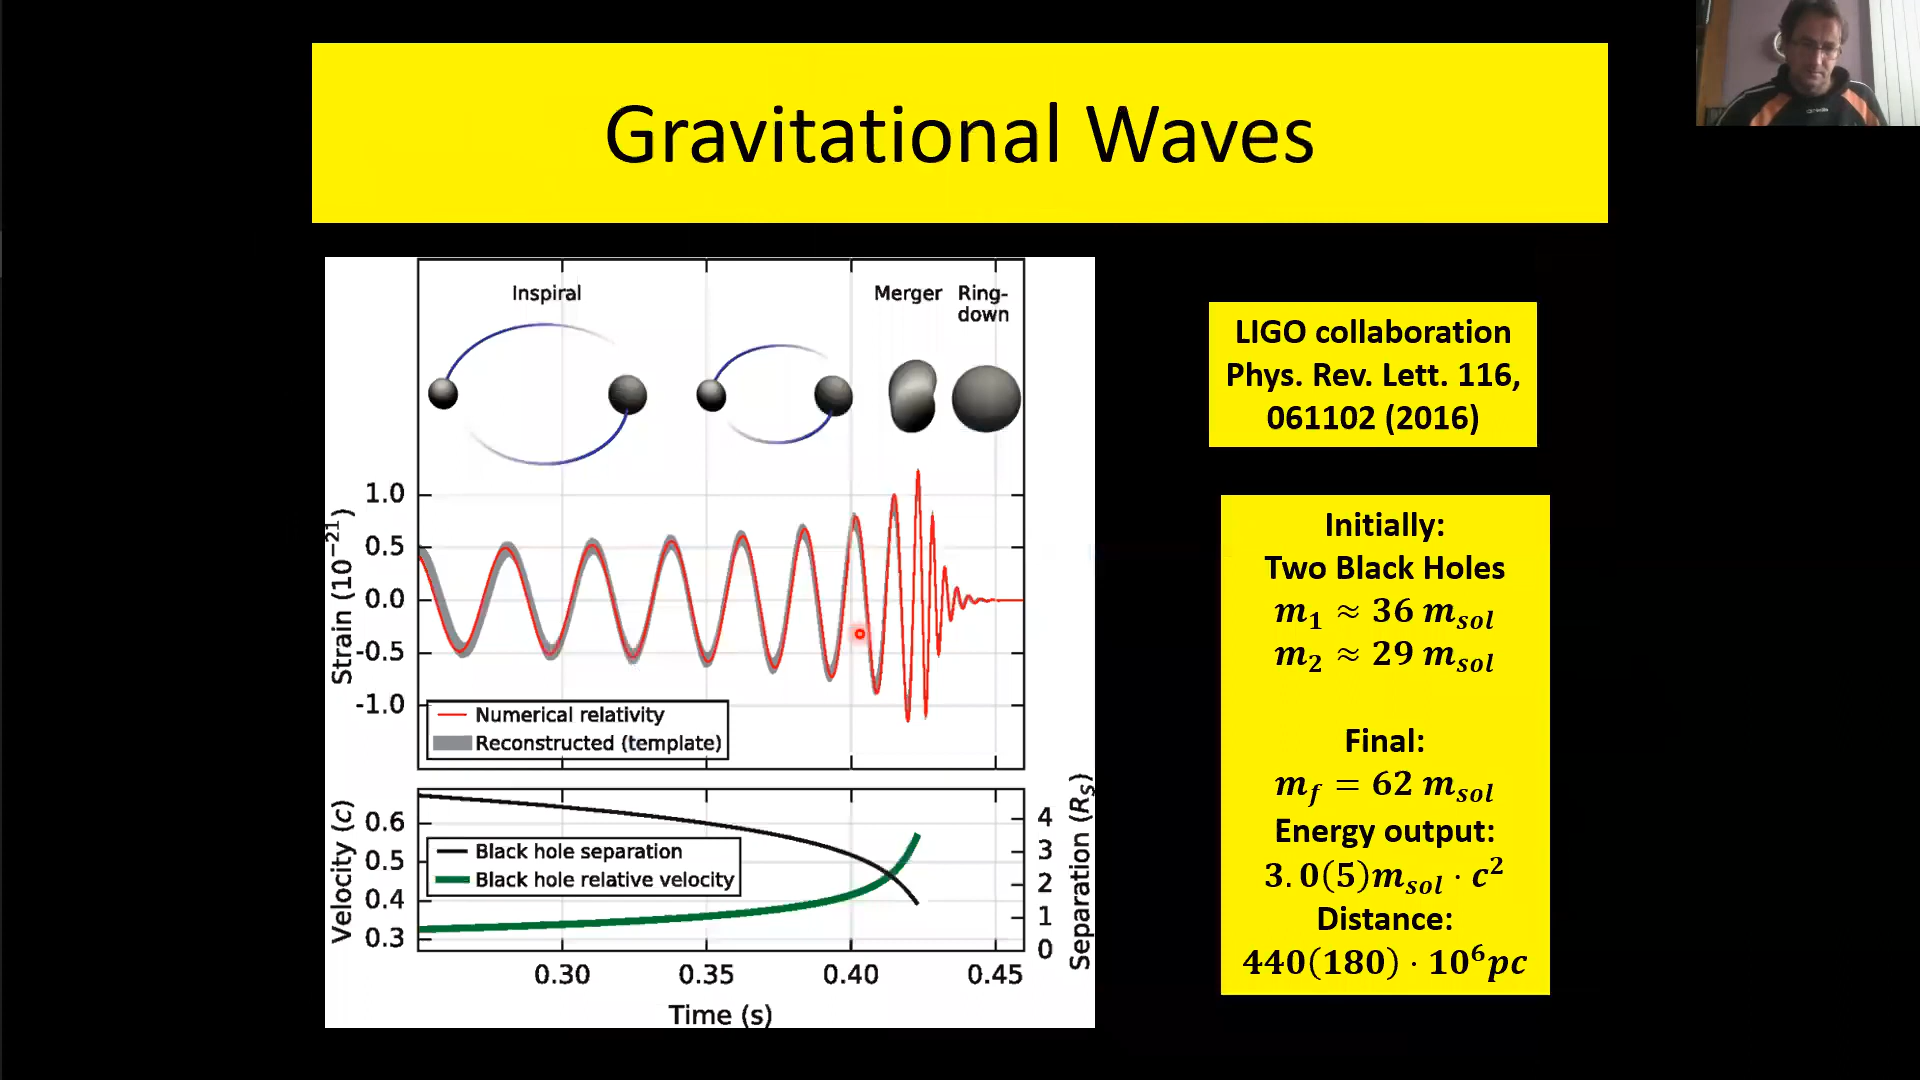 Gravitational Waves
Inspiral
Merger
Ring-
down
1.0
0.5
0.0
-0.5
-1.0
Strain (10⁻²¹)
Numerical relativity
Reconstructed (template)
0.6
0.5
0.4
0.3
Velocity (c)
Black hole separation
Black hole relative velocity
4
3
2
1
0
Separation (R_S)
0.30 0.35 0.40 0.45
Time (s)
LIGO collaboration
Phys. Rev. Lett. 116,
061102 (2016)
Initially:
Two Black Holes
m₁ ≈ 36 mₛₒₗ
m₂ ≈ 29 mₛₒₗ
Final:
m_f = 62 mₛₒₗ
Energy output:
3.0(5)mₛₒₗ · c²
Distance:
440(180) · 10⁶pc